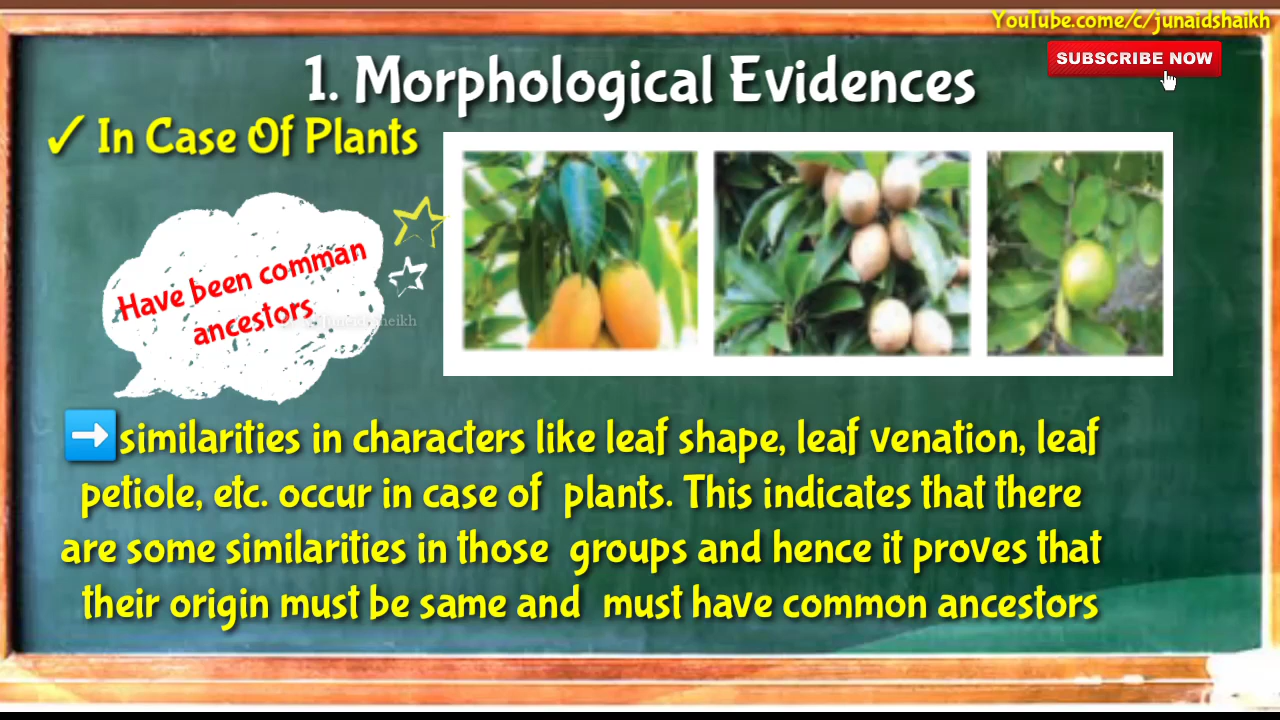 YouTube.come/c/junaidshaikh
SUBSCRIBE NOW
1. Morphological Evidences
✓ In Case Of Plants
Have been comman
ancestors
➡similarities in characters like leaf shape, leaf venation, leaf
petiole, etc. occur in case of plants. This indicates that there
are some similarities in those groups and hence it proves that
their origin must be same and must have common ancestors